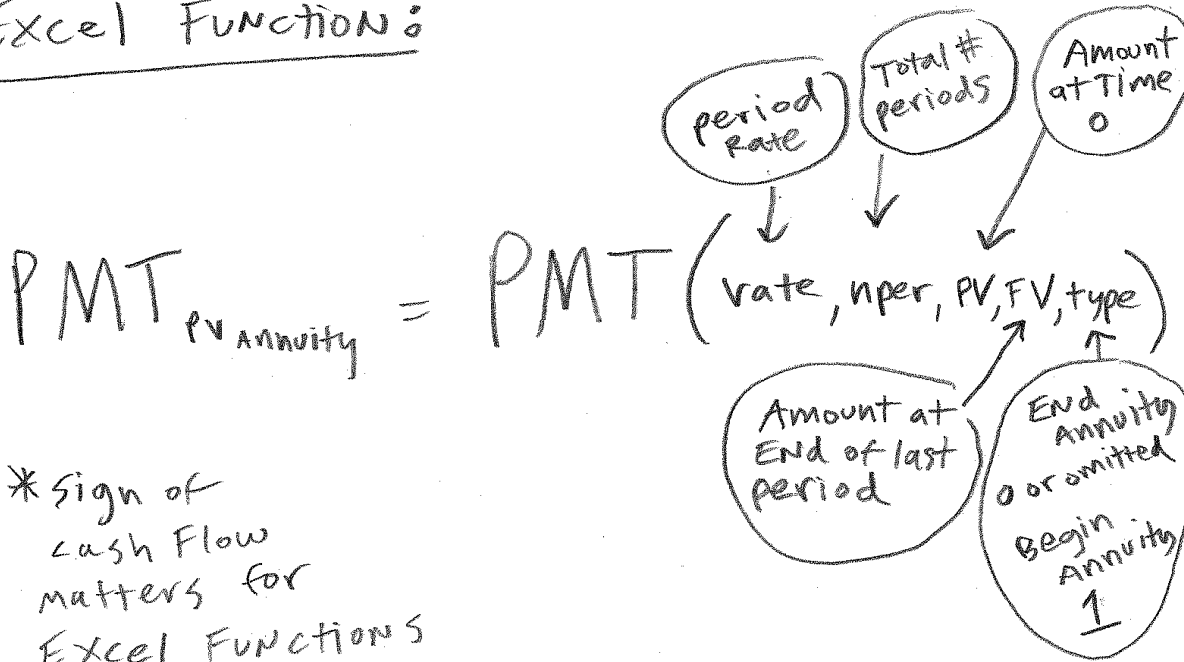 Excel Function:
period
Rate
Total #
periods
Amount
at Time
0
PMT PV Annuity = PMT (rate, nper, PV, FV, type)
Amount at
End of last
period
End
Annuity
0 or omitted
Begin
Annuity
1
* Sign of
cash Flow
matters for
Excel Functions